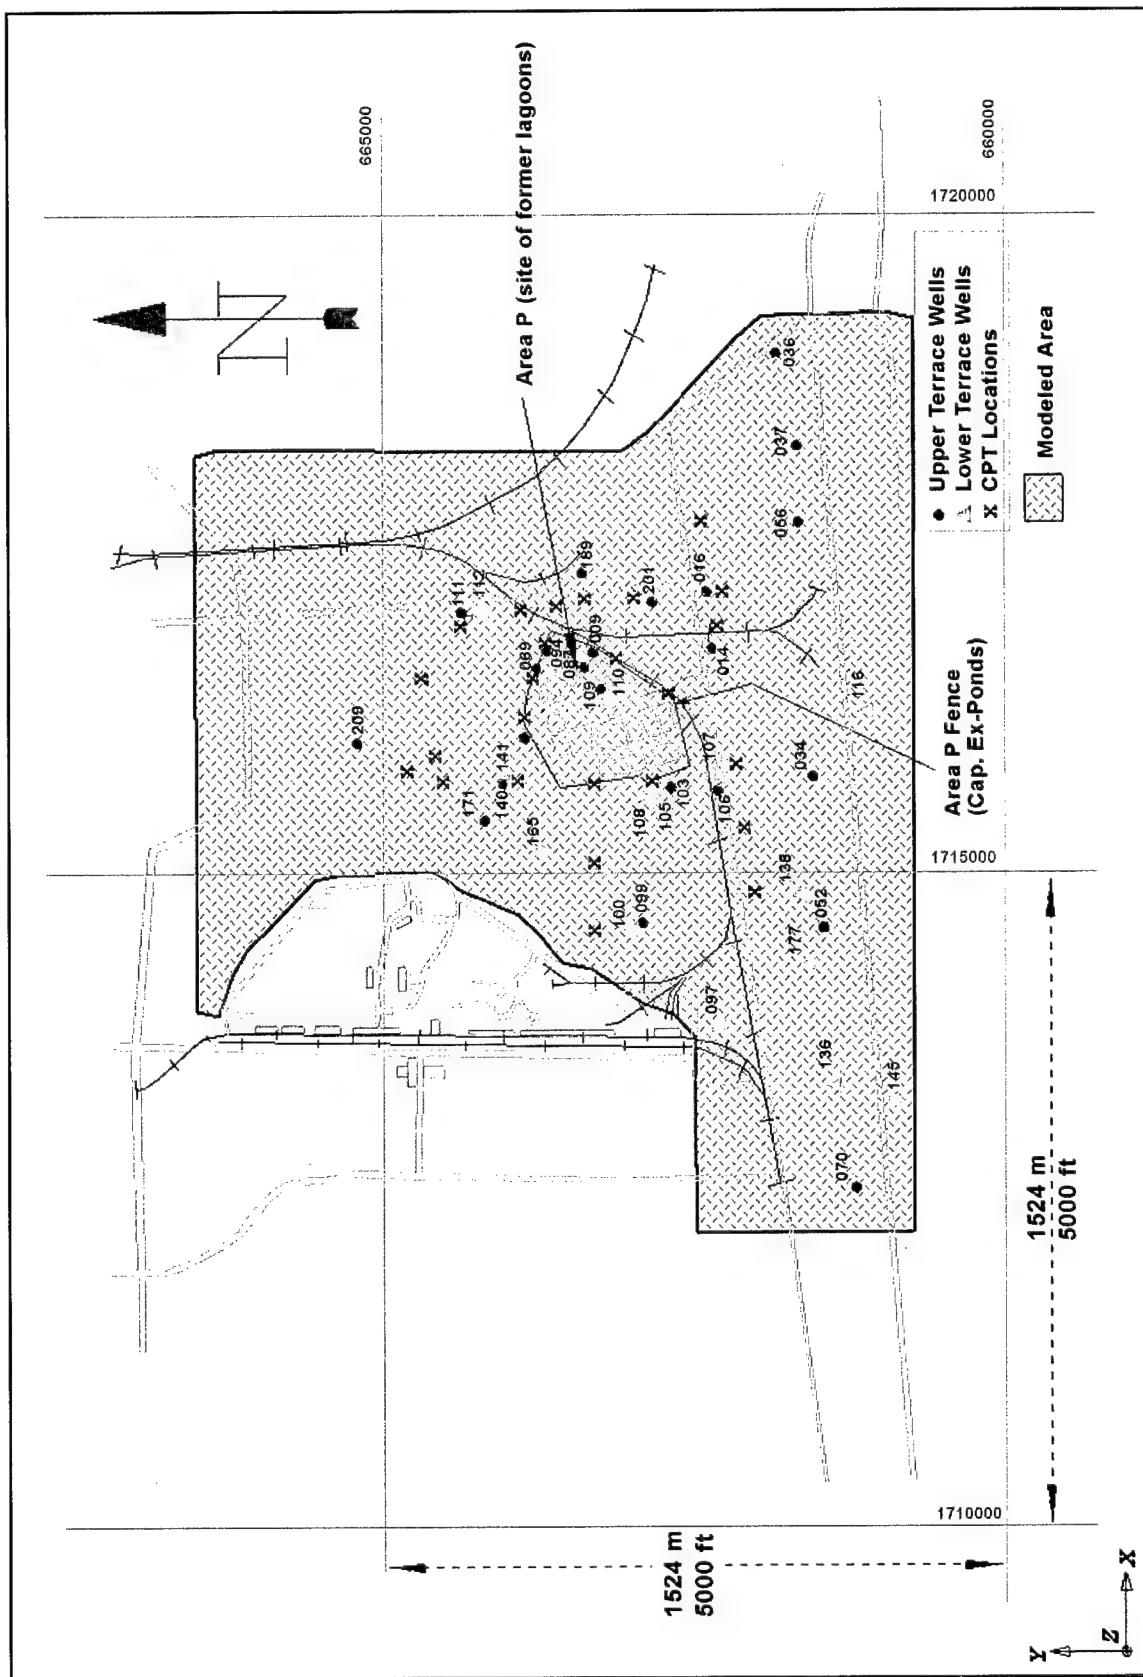 665000
1720000
660000
N
Area P (site of former lagoons)
036
037
056
● Upper Terrace Wells
△ Lower Terrace Wells
x CPT Locations
Modeled Area
111
112
189
201
016
209
089
094
087
009
109
110
014
116
171
140
141
165
108
105
103
107
106
034
Area P Fence
(Cap. Ex-Ponds)
1715000
100
098
138
052
177
097
136
145
070
1524 m
5000 ft
1710000
1524 m
5000 ft
Y
Z
X